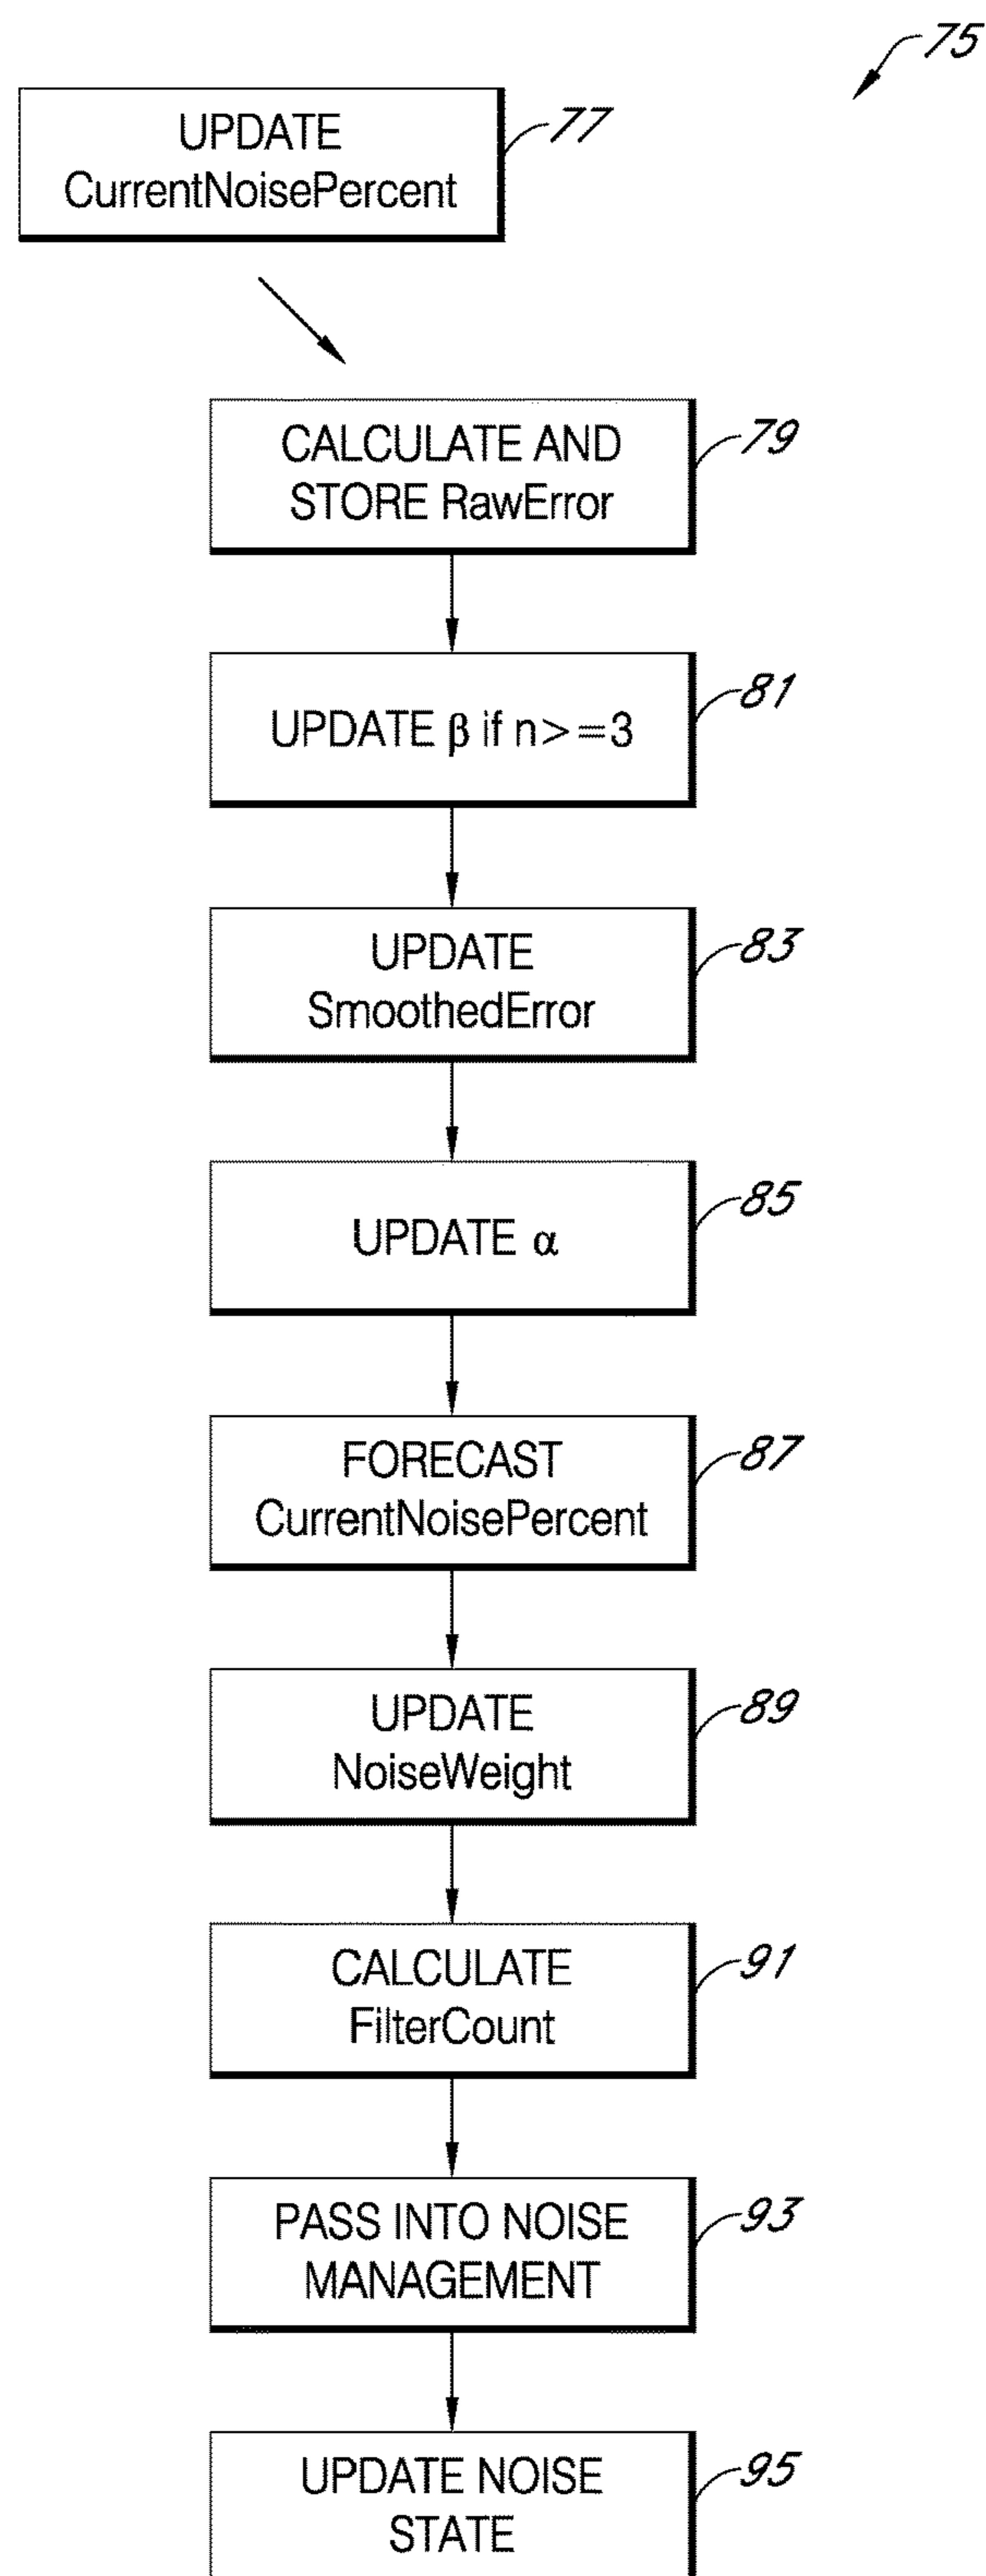 75
UPDATE
CurrentNoisePercent
77
CALCULATE AND
STORE RawError
79
UPDATE β if n>=3
81
UPDATE
SmoothedError
83
UPDATE α
85
FORECAST
CurrentNoisePercent
87
UPDATE
NoiseWeight
89
CALCULATE
FilterCount
91
PASS INTO NOISE
MANAGEMENT
93
UPDATE NOISE
STATE
95